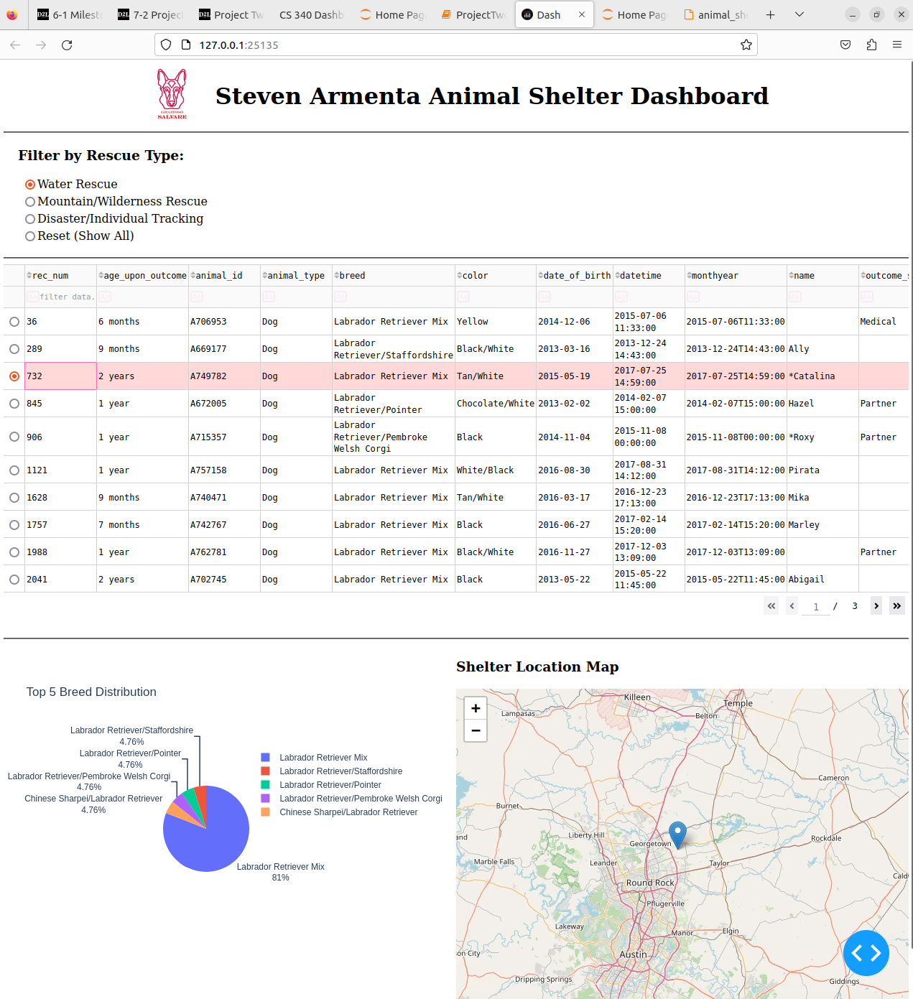 6-1 Milest
7-2 Project
Project Tw
CS 340 Dashb
Home Pag
ProjectTw
Dash
Home Pag
animal_she
127.0.0.1:25135
GRAZIOSO
SALVARE
Steven Armenta Animal Shelter Dashboard
Filter by Rescue Type:
Water Rescue
Mountain/Wilderness Rescue
Disaster/Individual Tracking
Reset (Show All)
rec_num age_upon_outcome animal_id animal_type breed color date_of_birth datetime monthyear name outcome_s
Aa filter data. Aa Aa Aa Aa Aa Aa Aa Aa Aa Aa
36 6 months A706953 Dog Labrador Retriever Mix Yellow 2014-12-06 2015-07-06 11:33:00 2015-07-06T11:33:00 Medical
289 9 months A669177 Dog Labrador Retriever/Staffordshire Black/White 2013-03-16 2013-12-24 14:43:00 2013-12-24T14:43:00 Ally
732 2 years A749782 Dog Labrador Retriever Mix Tan/White 2015-05-19 2017-07-25 14:59:00 2017-07-25T14:59:00 *Catalina
845 1 year A672005 Dog Labrador Retriever/Pointer Chocolate/White 2013-02-02 2014-02-07 15:00:00 2014-02-07T15:00:00 Hazel Partner
906 1 year A715357 Dog Labrador Retriever/Pembroke Welsh Corgi Black 2014-11-04 2015-11-08 00:00:00 2015-11-08T00:00:00 *Roxy Partner
1121 1 year A757158 Dog Labrador Retriever Mix White/Black 2016-08-30 2017-08-31 14:12:00 2017-08-31T14:12:00 Pirata
1628 9 months A740471 Dog Labrador Retriever Mix Tan/White 2016-03-17 2016-12-23 17:13:00 2016-12-23T17:13:00 Mika
1757 7 months A742767 Dog Labrador Retriever Mix Black 2016-06-27 2017-02-14 15:20:00 2017-02-14T15:20:00 Marley
1988 1 year A762781 Dog Labrador Retriever Mix Black/White 2016-11-27 2017-12-03 13:09:00 2017-12-03T13:09:00 Partner
2041 2 years A702745 Dog Labrador Retriever Mix Black 2013-05-22 2015-05-22 11:45:00 2015-05-22T11:45:00 Abigail
1 / 3
Top 5 Breed Distribution
Labrador Retriever/Staffordshire
4.76%
Labrador Retriever/Pointer
4.76%
Labrador Retriever/Pembroke Welsh Corgi
4.76%
Chinese Sharpei/Labrador Retriever
4.76%
Labrador Retriever Mix
81%
Labrador Retriever Mix
Labrador Retriever/Staffordshire
Labrador Retriever/Pointer
Labrador Retriever/Pembroke Welsh Corgi
Chinese Sharpei/Labrador Retriever
Shelter Location Map
+
−
Killeen
Temple
Lampasas
Belton
Cameron
Burnet
and
Liberty Hill
Georgetown
Rockdale
Marble Falls
Leander
Taylor
Cald
Round Rock
Pflugerville
Lakeway
Manor
Elgin
son City
Austin
Dripping Springs
Giddings